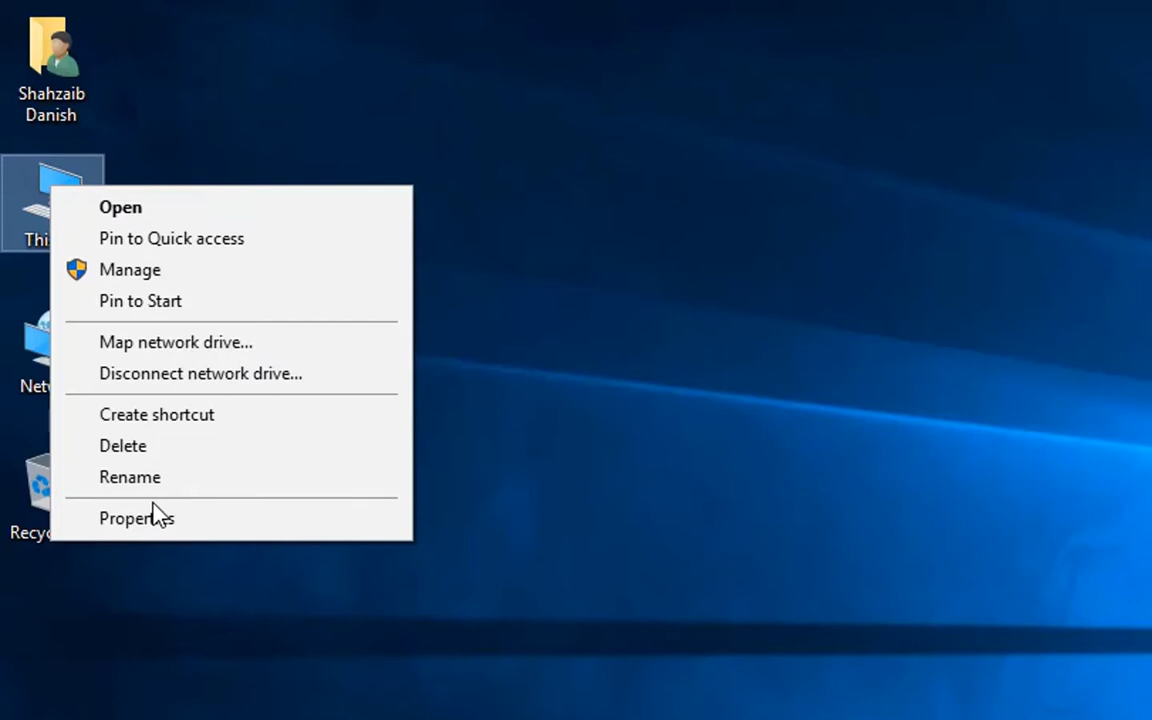 Shahzaib
Danish
Open
Pin to Quick access
Manage
Pin to Start
Map network drive...
Disconnect network drive...
Create shortcut
Delete
Rename
Properties